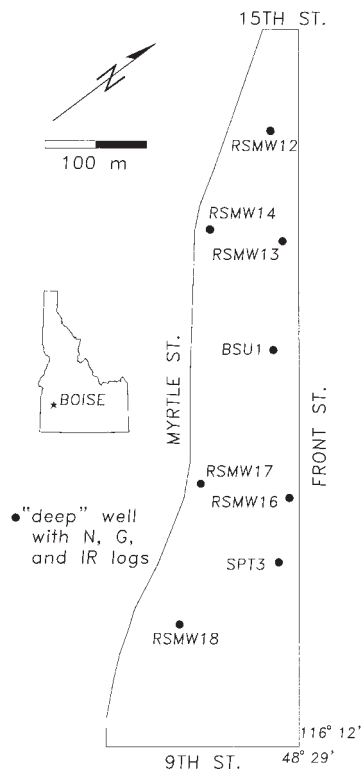 15TH ST.
N
100 m
RSMW12
RSMW14
RSMW13
BSU1
BOISE
MYRTLE ST.
FRONT ST.
RSMW17
RSMW16
"deep" well
with N, G,
and IR logs
SPT3
RSMW18
116° 12'
48° 29'
9TH ST.